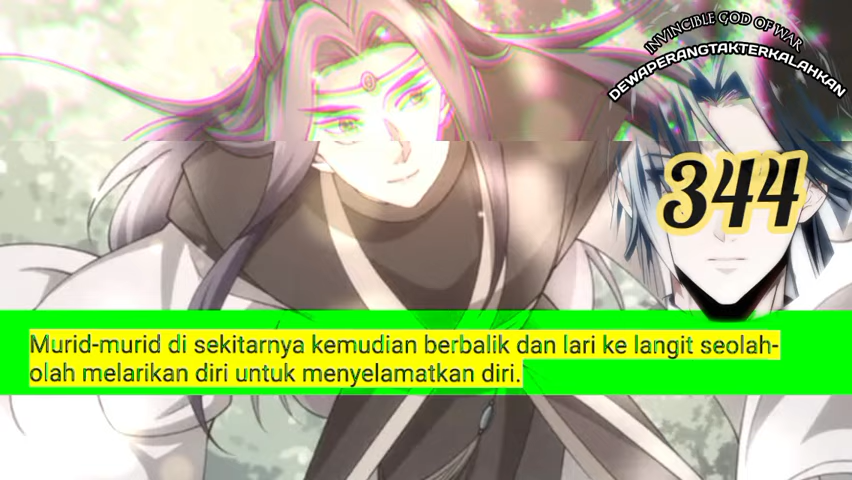 INVINCIBLE GOD OF WAR
DEWAPERANGTAKTERKALAHKAN
344
Murid-murid di sekitarnya kemudian berbalik dan lari ke langit seolah-
olah melarikan diri untuk menyelamatkan diri.